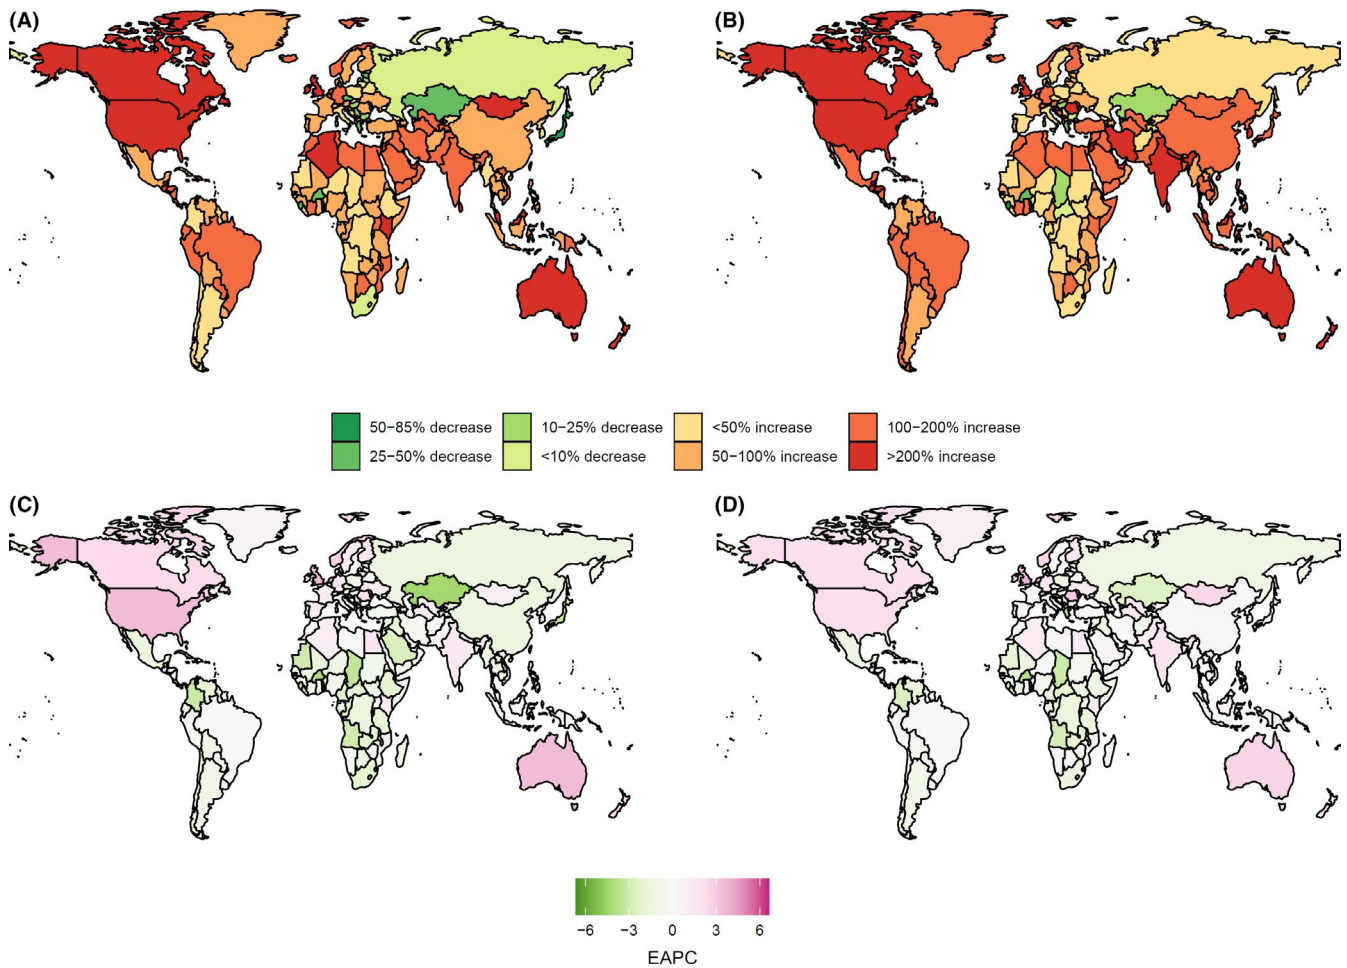 (A) (B)
50−85% decrease 10−25% decrease <50% increase 100−200% increase
25−50% decrease <10% decrease 50−100% increase >200% increase
(C) (D)
−6 −3 0 3 6
EAPC